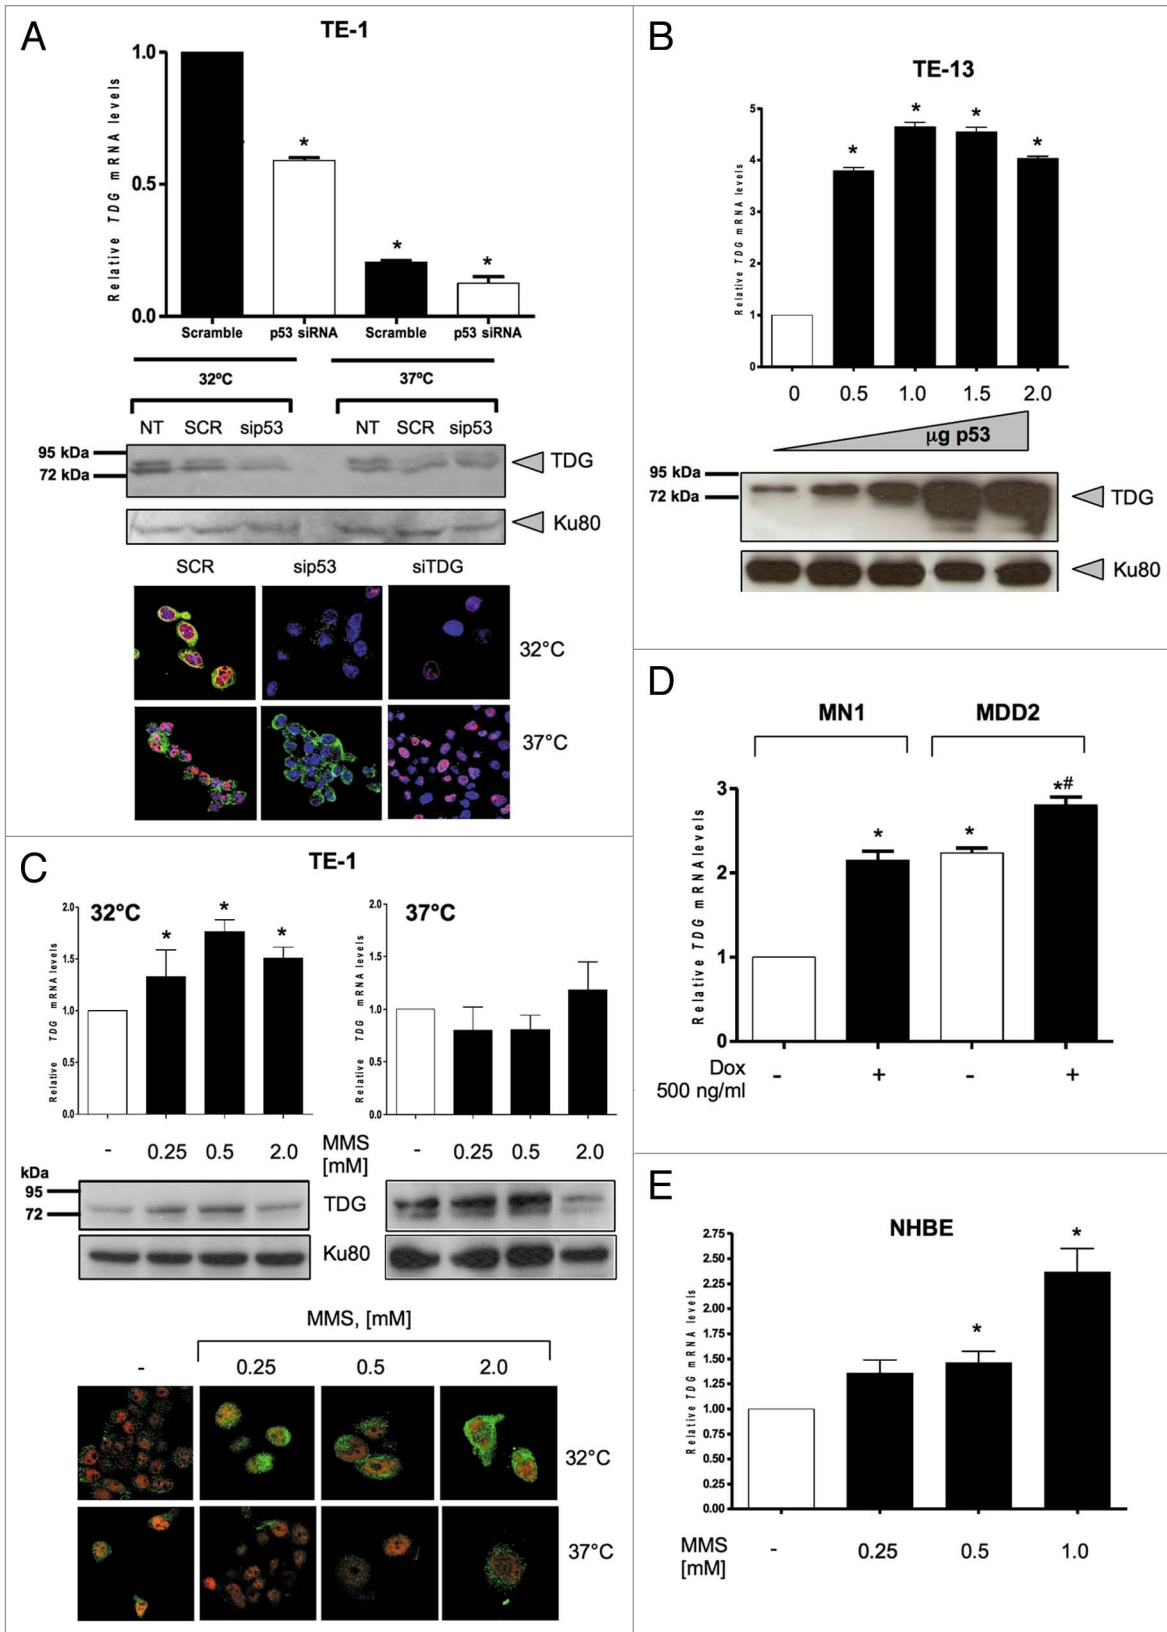 A
TE-1
Relative TDG mRNA levels
1.0
0.5
0.0
*
*
*
Scramble p53 siRNA Scramble p53 siRNA
32ºC 37ºC
NT SCR sip53 NT SCR sip53
95 kDa
72 kDa
TDG
Ku80
SCR sip53 siTDG
32°C
37°C
B
TE-13
Relative TDG mRNA levels
5
4
3
2
1
0
* * * *
0 0.5 1.0 1.5 2.0
µg p53
95 kDa
72 kDa
TDG
Ku80
C
TE-1
32°C
Relative TDG mRNA levels
2.0
1.5
1.0
0.5
0.0
* * *
37°C
Relative TDG mRNA levels
2.0
1.5
1.0
0.5
0.0
- 0.25 0.5 2.0 MMS [mM] - 0.25 0.5 2.0
kDa
95
72
TDG
Ku80
MMS, [mM]
- 0.25 0.5 2.0
32°C
37°C
D
MN1 MDD2
Relative TDG mRNA levels
3
2
1
0
* * *#
Dox
500 ng/ml
- + - +
E
NHBE
Relative TDG mRNA levels
2.75
2.50
2.25
2.00
1.75
1.50
1.25
1.00
0.75
0.50
0.25
0.00
* *
MMS
[mM]
- 0.25 0.5 1.0